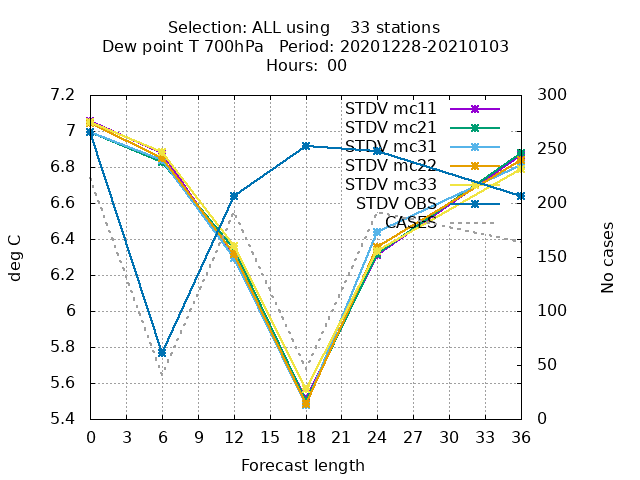 Selection: ALL using    33 stations
Dew point T 700hPa   Period: 20201228-20210103
Hours:  00
7.2
7
6.8
6.6
6.4
6.2
6
5.8
5.6
5.4
deg C
STDV mc11
STDV mc21
STDV mc31
STDV mc22
STDV mc33
STDV OBS
CASES
300
250
200
150
100
50
0
No cases
0 3 6 9 12 15 18 21 24 27 30 33 36
Forecast length